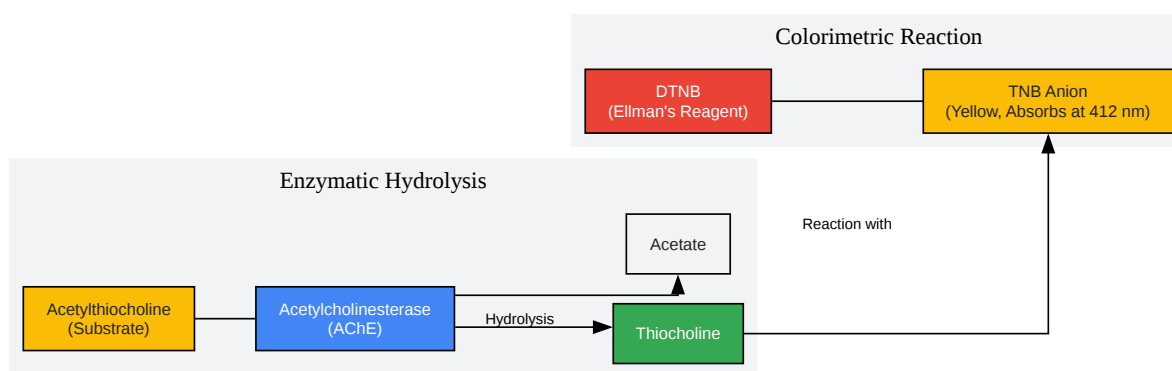 Colorimetric Reaction
DTNB
(Ellman's Reagent)
TNB Anion
(Yellow, Absorbs at 412 nm)
Enzymatic Hydrolysis
Reaction with
Acetate
Acetylthiocholine
(Substrate)
Acetylcholinesterase
(AChE)
Hydrolysis
Thiocholine